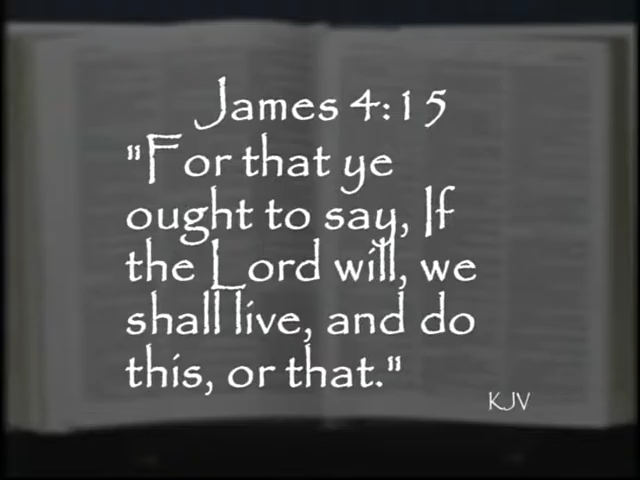 James 4:15
"For that ye
ought to say, If
the Lord will, we
shall live, and do
this, or that."
KJV